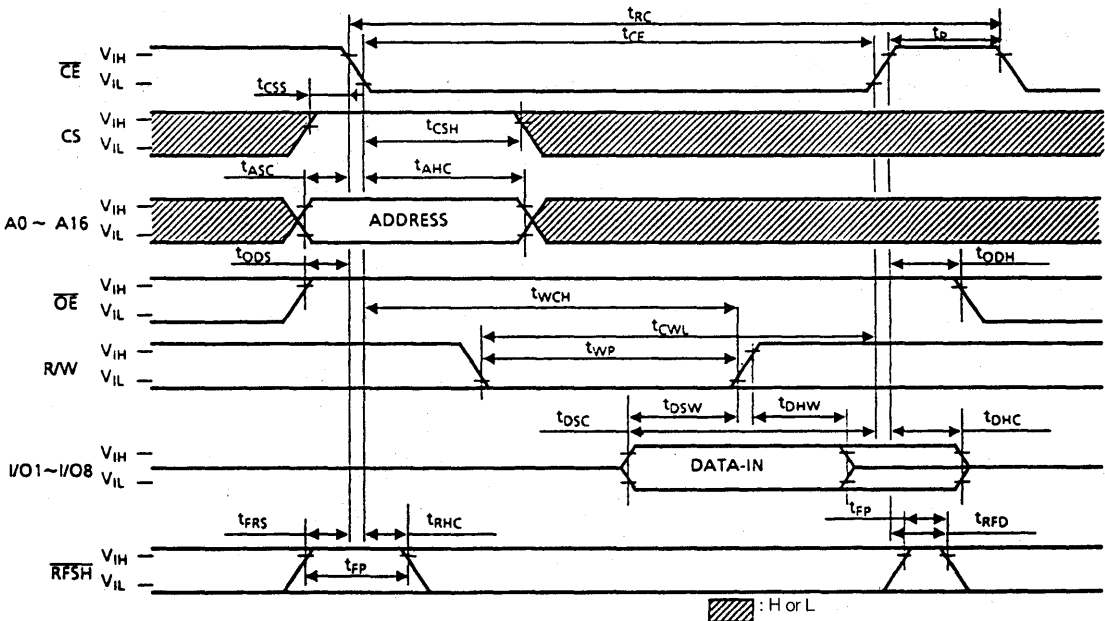 tRC
tCE
tP
CE
VIH
VIL
tCSS
CS
VIH
VIL
tCSH
tASC
tAHC
A0 ~ A16
VIH
VIL
ADDRESS
tODS
tODH
OE
VIH
VIL
tWCH
tCWL
tWP
R/W
VIH
VIL
tDSW
tDHW
tDSC
tDHC
I/O1~I/O8
VIH
VIL
DATA-IN
tFP
tFRS
tRHC
tRFD
RFSH
VIH
VIL
tFP
: H or L